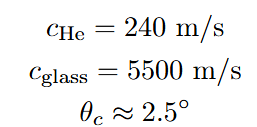 c_He = 240 m/s
c_glass = 5500 m/s
θ_c ≈ 2.5°